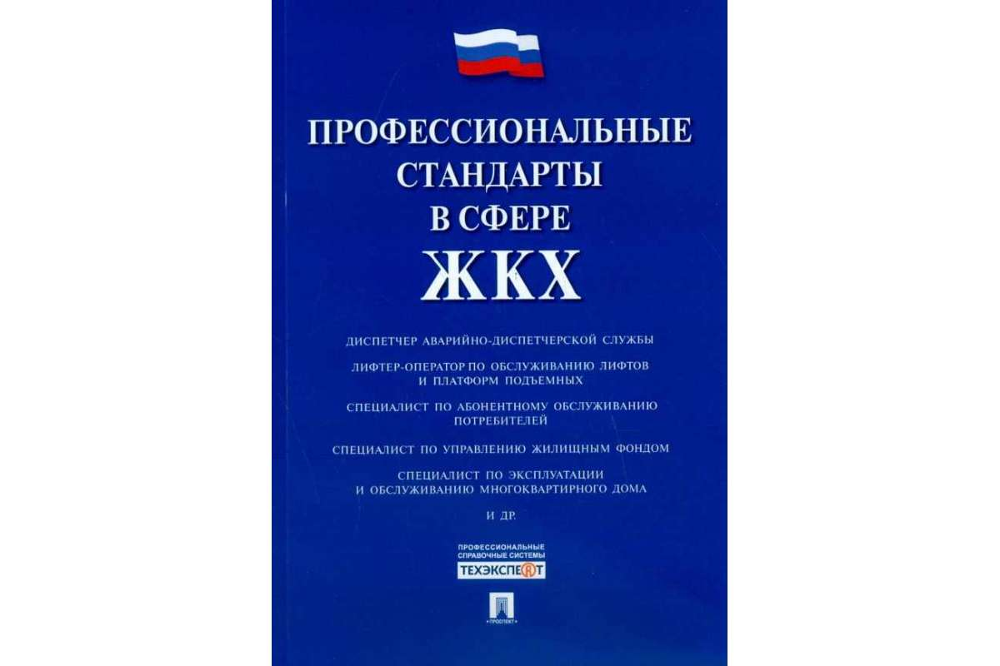 ПРОФЕССИОНАЛЬНЫЕ
СТАНДАРТЫ
В СФЕРЕ
ЖКХ
ДИСПЕТЧЕР АВАРИЙНО-ДИСПЕТЧЕРСКОЙ СЛУЖБЫ
ЛИФТЕР-ОПЕРАТОР ПО ОБСЛУЖИВАНИЮ ЛИФТОВ
И ПЛАТФОРМ ПОДЪЕМНЫХ
СПЕЦИАЛИСТ ПО АБОНЕНТНОМУ ОБСЛУЖИВАНИЮ
ПОТРЕБИТЕЛЕЙ
СПЕЦИАЛИСТ ПО УПРАВЛЕНИЮ ЖИЛИЩНЫМ ФОНДОМ
СПЕЦИАЛИСТ ПО ЭКСПЛУАТАЦИИ
И ОБСЛУЖИВАНИЮ МНОГОКВАРТИРНОГО ДОМА
И ДР.
ПРОФЕССИОНАЛЬНЫЕ
СПРАВОЧНЫЕ СИСТЕМЫ
ТЕХЭКСПЕRТ
• ПРОСПЕКТ •